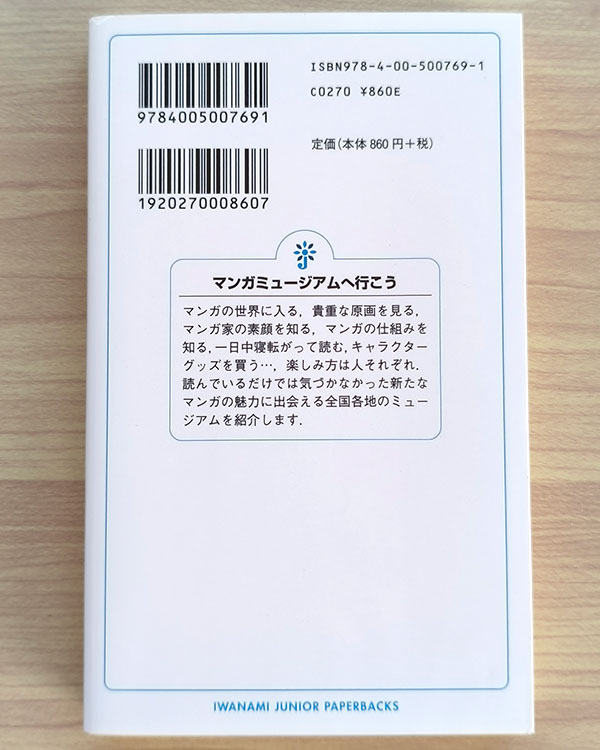 ISBN978-4-00-500769-1
9784005007691
C0270 ¥860E
定価(本体 860 円+税)
1920270008607
マンガミュージアムへ行こう
マンガの世界に入る，貴重な原画を見る，
マンガ家の素顔を知る，マンガの仕組みを
知る，一日中寝転がって読む，キャラクター
グッズを買う…，楽しみ方は人それぞれ．
読んでいるだけでは気づかなかった新たな
マンガの魅力に出会える全国各地のミュー
ジアムを紹介します．
IWANAMI JUNIOR PAPERBACKS